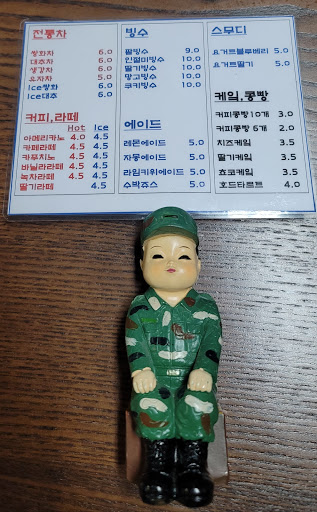 전통차
쌍화차 6.0
대추차 6.0
생강차 5.0
유자차 5.0
Ice쌍화 6.0
Ice대추 6.0
커피,라떼
Hot Ice
아메리카노 4.0 4.5
카페라떼 4.5 4.5
카푸치노 4.5 4.5
바닐라라떼 4.5 4.5
녹차라떼 4.5 4.5
딸기라떼 4.5
빙수
팥빙수 9.0
인절미빙수 10.0
딸기빙수 10.0
망고빙수 10.0
쿠키빙수 10.0
에이드
레몬에이드 5.0
자몽에이드 5.0
라임키위에이드 5.0
수박쥬스 5.0
스무디
요거트블루베리 5.0
요거트딸기 5.0
케잌,콩빵
커피콩빵10개 3.0
커피콩빵 6개 2.0
치즈케잌 3.5
딸기케잌 3.5
쵸코케잌 3.5
호드타르트 4.0